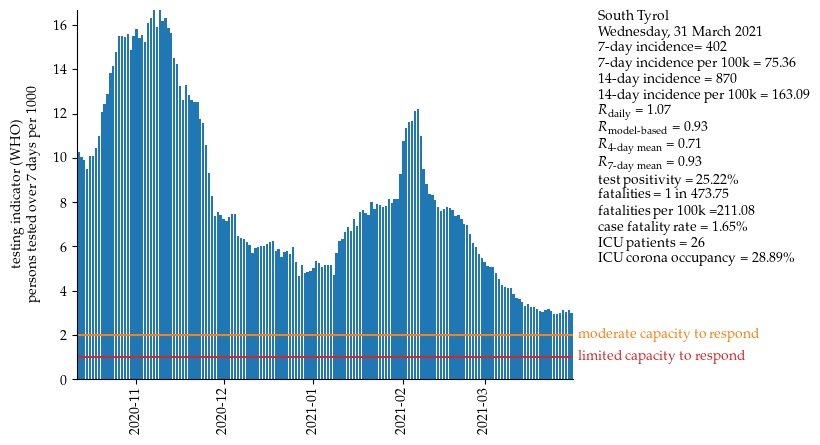 South Tyrol
Wednesday, 31 March 2021
7-day incidence= 402
7-day incidence per 100k = 75.36
14-day incidence = 870
14-day incidence per 100k = 163.09
R_daily = 1.07
R_model-based = 0.93
R_4-day mean = 0.71
R_7-day mean = 0.93
test positivity = 25.22%
fatalities = 1 in 473.75
fatalities per 100k =211.08
case fatality rate = 1.65%
ICU patients = 26
ICU corona occupancy = 28.89%
testing indicator (WHO)
persons tested over 7 days per 1000
16
14
12
10
8
6
4
2
0
moderate capacity to respond
limited capacity to respond
2020-11
2020-12
2021-01
2021-02
2021-03